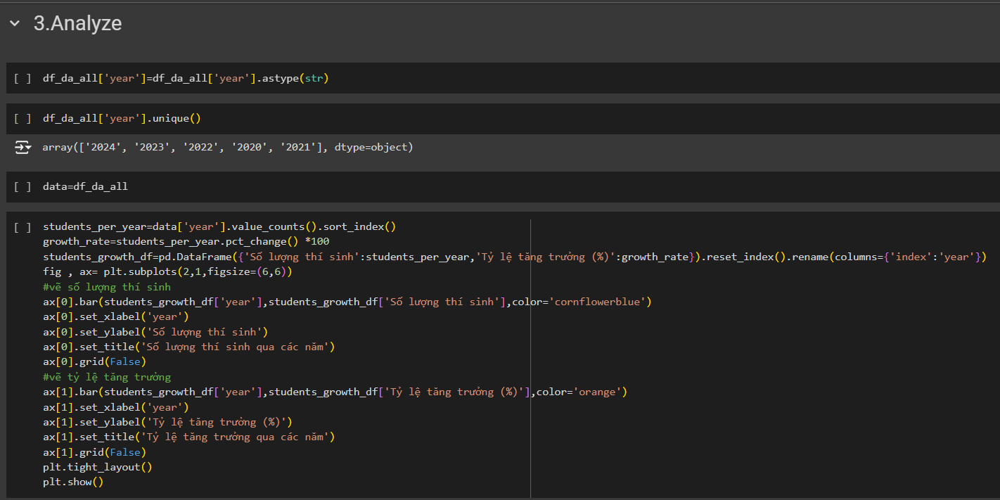 3.Analyze
[ ] df_da_all['year']=df_da_all['year'].astype(str)
[ ] df_da_all['year'].unique()
array(['2024', '2023', '2022', '2020', '2021'], dtype=object)
[ ] data=df_da_all
[ ] students_per_year=data['year'].value_counts().sort_index()
growth_rate=students_per_year.pct_change() *100
students_growth_df=pd.DataFrame({'Số lượng thí sinh':students_per_year,'Tỷ lệ tăng trưởng (%)':growth_rate}).reset_index().rename(columns={'index':'year'})
fig , ax= plt.subplots(2,1,figsize=(6,6))
#vẽ số lượng thí sinh
ax[0].bar(students_growth_df['year'],students_growth_df['Số lượng thí sinh'],color='cornflowerblue')
ax[0].set_xlabel('year')
ax[0].set_ylabel('Số lượng thí sinh')
ax[0].set_title('Số lượng thí sinh qua các năm')
ax[0].grid(False)
#vẽ tỷ lệ tăng trưởng
ax[1].bar(students_growth_df['year'],students_growth_df['Tỷ lệ tăng trưởng (%)'],color='orange')
ax[1].set_xlabel('year')
ax[1].set_ylabel('Tỷ lệ tăng trưởng (%)')
ax[1].set_title('Tỷ lệ tăng trưởng qua các năm')
ax[1].grid(False)
plt.tight_layout()
plt.show()